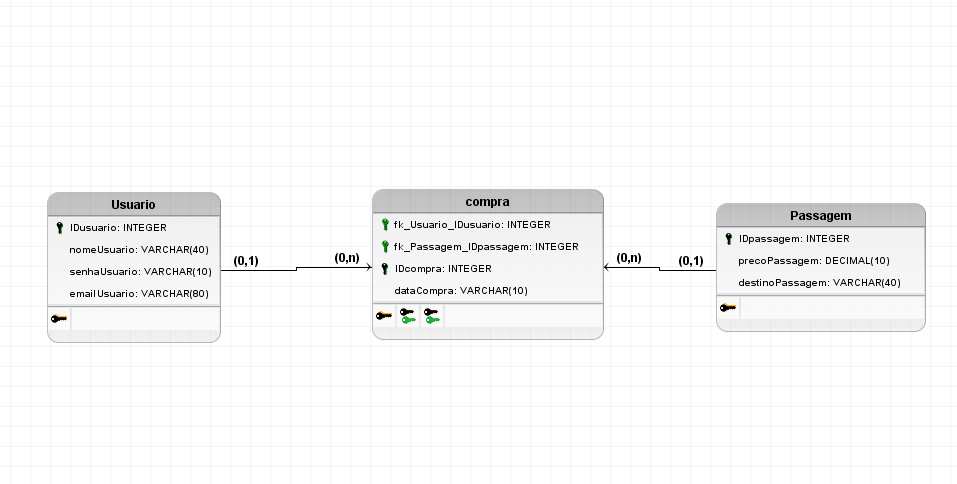 Usuario
IDusuario: INTEGER
nomeUsuario: VARCHAR(40)
senhaUsuario: VARCHAR(10)
emailUsuario: VARCHAR(80)
(0,1)
(0,n)
compra
fk_Usuario_IDusuario: INTEGER
fk_Passagem_IDpassagem: INTEGER
IDcompra: INTEGER
dataCompra: VARCHAR(10)
(0,n)
(0,1)
Passagem
IDpassagem: INTEGER
precoPassagem: DECIMAL(10)
destinoPassagem: VARCHAR(40)